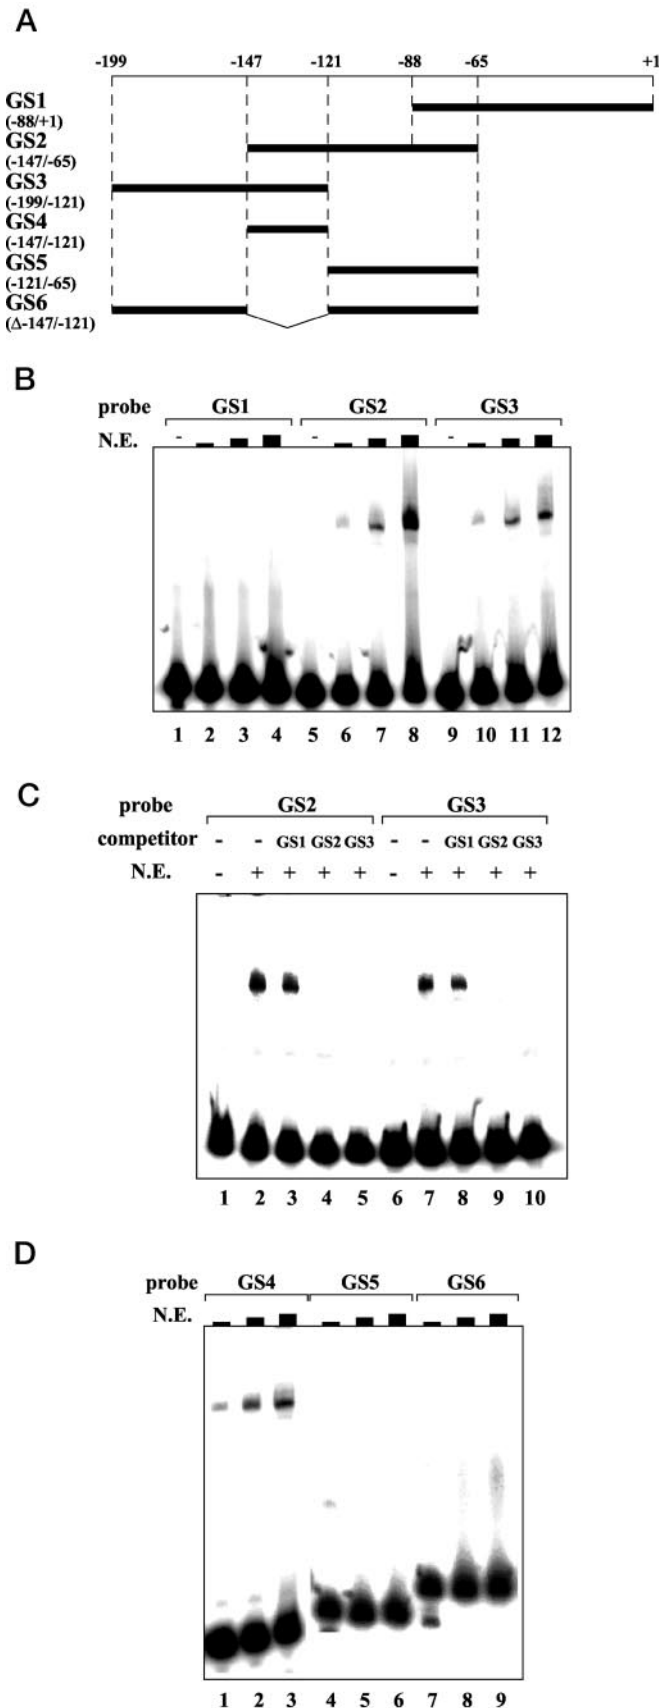 A
-199 -147 -121 -88 -65 +1
GS1
(-88/+1)
GS2
(-147/-65)
GS3
(-199/-121)
GS4
(-147/-121)
GS5
(-121/-65)
GS6
(Δ-147/-121)
B
probe GS1 GS2 GS3
N.E. - - -
1 2 3 4 5 6 7 8 9 10 11 12
C
probe GS2 GS3
competitor - - GS1 GS2 GS3 - - GS1 GS2 GS3
N.E. - + + + + - + + + +
1 2 3 4 5 6 7 8 9 10
D
probe GS4 GS5 GS6
N.E.
1 2 3 4 5 6 7 8 9